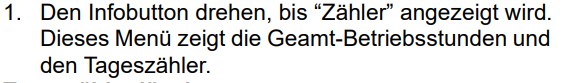 1. Den Infobutton drehen, bis “Zähler” angezeigt wird.
Dieses Menü zeigt die Geamt-Betriebsstunden und
den Tageszähler.